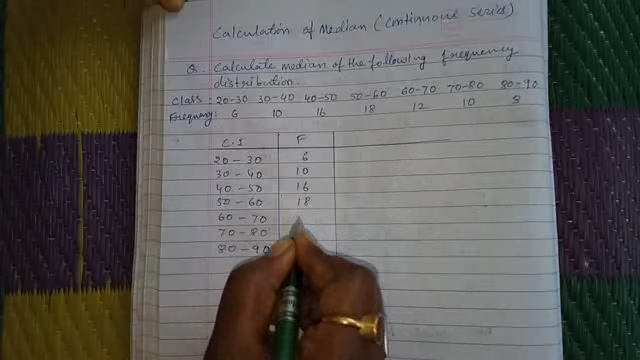 Calculation of Median (Continuous Series)
Q. Calculate median of the following frequency
distribution.
Class : 20-30 30-40 40-50 50-60 60-70 70-80 80-90
Frequency: 6 10 16 18 12 10 8
C.I F
20 - 30 6
30 - 40 10
40 - 50 16
50 - 60 18
60 - 70
70 - 80
80 - 90